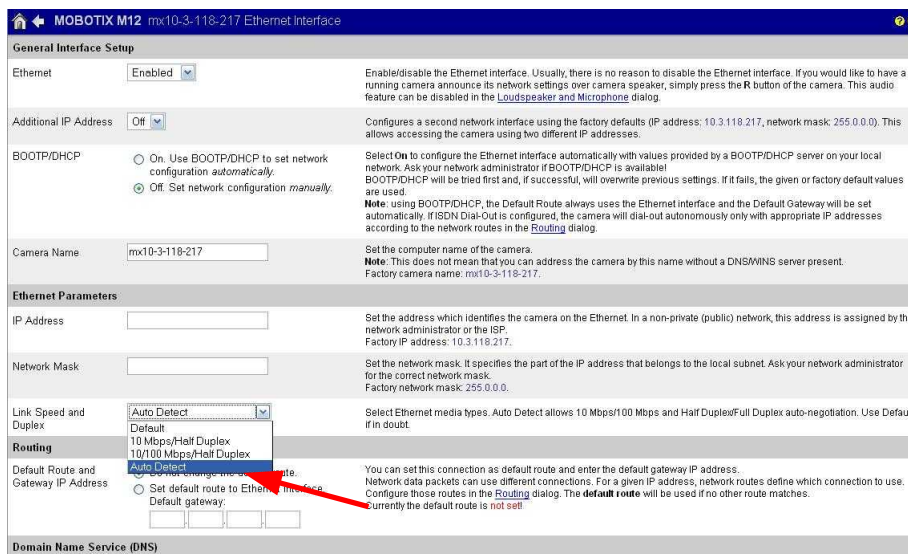 MOBOTIX M12 mx10-3-118-217 Ethernet Interface
?
General Interface Setup
Ethernet
Enabled
Enable/disable the Ethernet interface. Usually, there is no reason to disable the Ethernet interface. If you would like to have a
running camera announce its network settings over camera speaker, simply press the R button of the camera. This audio
feature can be disabled in the Loudspeaker and Microphone dialog.
Additional IP Address
Off
Configures a second network interface using the factory defaults (IP address: 10.3.118.217, network mask: 255.0.0.0). This
allows accessing the camera using two different IP addresses.
BOOTP/DHCP
On. Use BOOTP/DHCP to set network
configuration automatically.
Off. Set network configuration manually.
Select On to configure the Ethernet interface automatically with values provided by a BOOTP/DHCP server on your local
network. Ask your network administrator if BOOTP/DHCP is available!
BOOTP/DHCP will be tried first and, if successful, will overwrite previous settings. If it fails, the given or factory default values
are used.
Note: using BOOTP/DHCP, the Default Route always uses the Ethernet interface and the Default Gateway will be set
automatically. If ISDN Dial-Out is configured, the camera will dial-out autonomously only with appropriate IP addresses
according to the network routes in the Routing dialog.
Camera Name
mx10-3-118-217
Set the computer name of the camera.
Note: This does not mean that you can address the camera by this name without a DNS/WINS server present.
Factory camera name: mx10-3-118-217.
Ethernet Parameters
IP Address
Set the address which identifies the camera on the Ethernet. In a non-private (public) network, this address is assigned by th
network administrator or the ISP.
Factory IP address: 10.3.118.217.
Network Mask
Set the network mask. It specifies the part of the IP address that belongs to the local subnet. Ask your network administrator
for the correct network mask.
Factory network mask: 255.0.0.0.
Link Speed and
Duplex
Auto Detect
Default
10 Mbps/Half Duplex
10/100 Mbps/Half Duplex
Auto Detect
Select Ethernet media types. Auto Detect allows 10 Mbps/100 Mbps and Half Duplex/Full Duplex auto-negotiation. Use Defau
if in doubt.
Routing
Default Route and
Gateway IP Address
Set default route to Ethernet interface.
Default gateway:
You can set this connection as default route and enter the default gateway IP address.
Network data packets can use different connections. For a given IP address, network routes define which connection to use.
Configure those routes in the Routing dialog. The default route will be used if no other route matches.
Currently the default route is not set!
Domain Name Service (DNS)